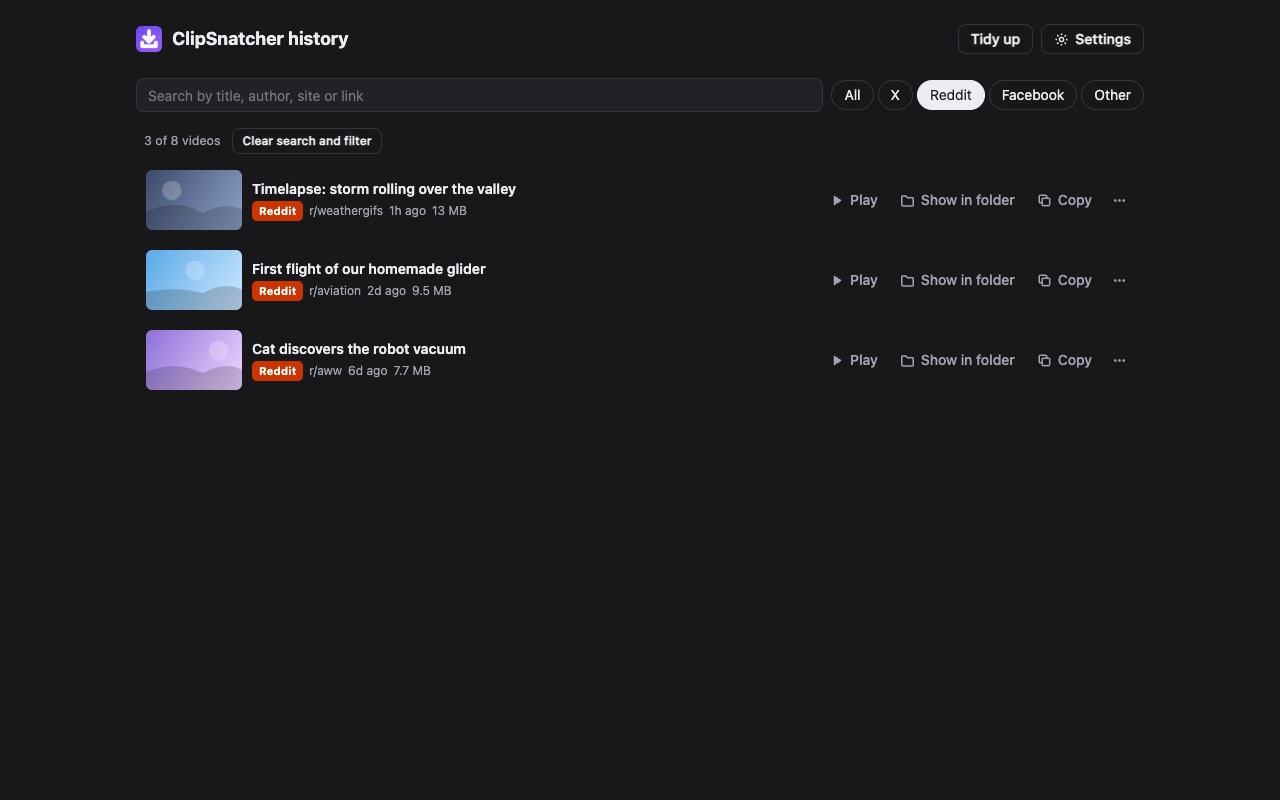 ClipSnatcher history
Tidy up
Settings
Search by title, author, site or link
All
X
Reddit
Facebook
Other
3 of 8 videos
Clear search and filter
Timelapse: storm rolling over the valley
Reddit r/weathergifs 1h ago 13 MB
Play
Show in folder
Copy
First flight of our homemade glider
Reddit r/aviation 2d ago 9.5 MB
Play
Show in folder
Copy
Cat discovers the robot vacuum
Reddit r/aww 6d ago 7.7 MB
Play
Show in folder
Copy